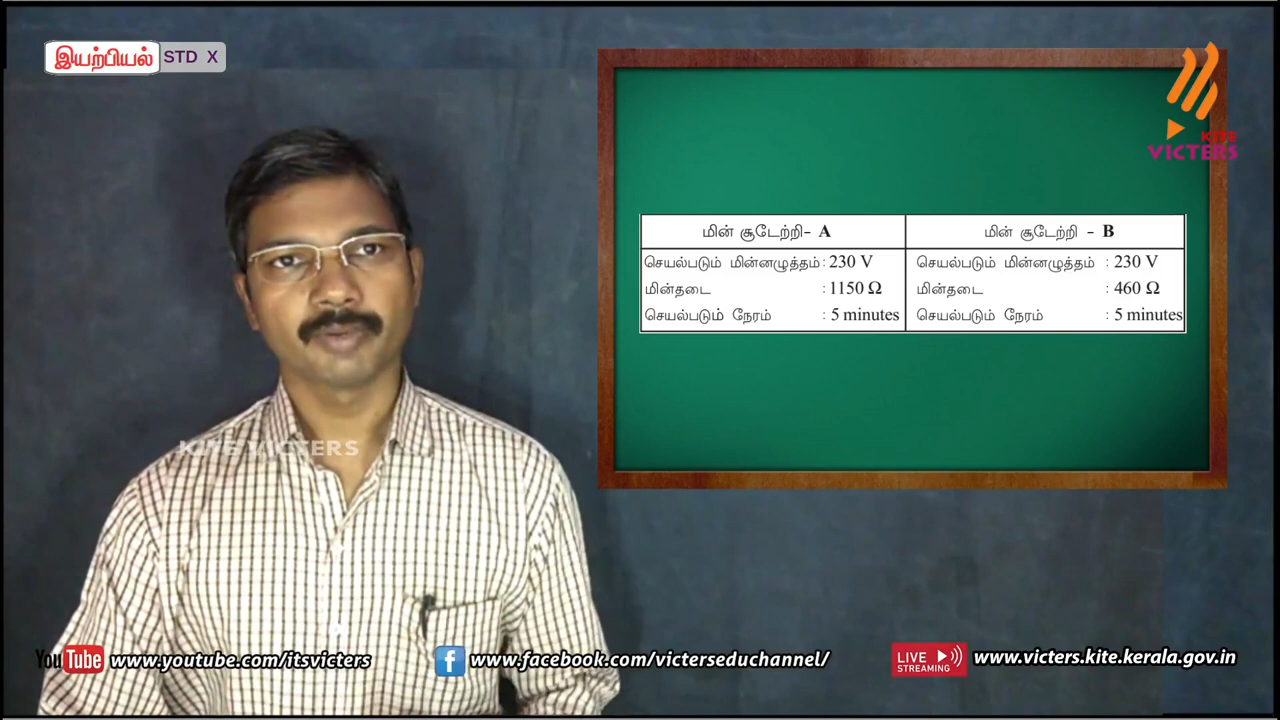 இயற்பியல் STD X
KITE
VICTERS
மின் சூடேற்றி- A
மின் சூடேற்றி - B
செயல்படும் மின்னழுத்தம் : 230 V
மின்தடை : 1150 Ω
செயல்படும் நேரம் : 5 minutes
செயல்படும் மின்னழுத்தம் : 230 V
மின்தடை : 460 Ω
செயல்படும் நேரம் : 5 minutes
KITE VICTERS
YouTube www.youtube.com/itsvicters
f www.facebook.com/victerseduchannel/
LIVE STREAMING www.victers.kite.kerala.gov.in